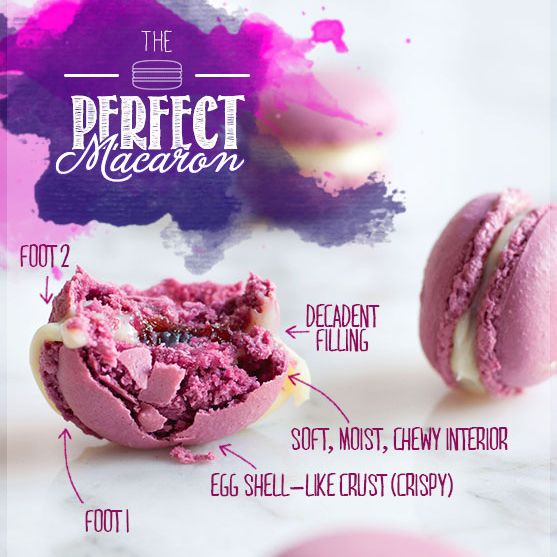 THE
PERFECT
Macaron
FOOT 2
DECADENT
FILLING
SOFT, MOIST, CHEWY INTERIOR
EGG SHELL-LIKE CRUST (CRISPY)
FOOT 1